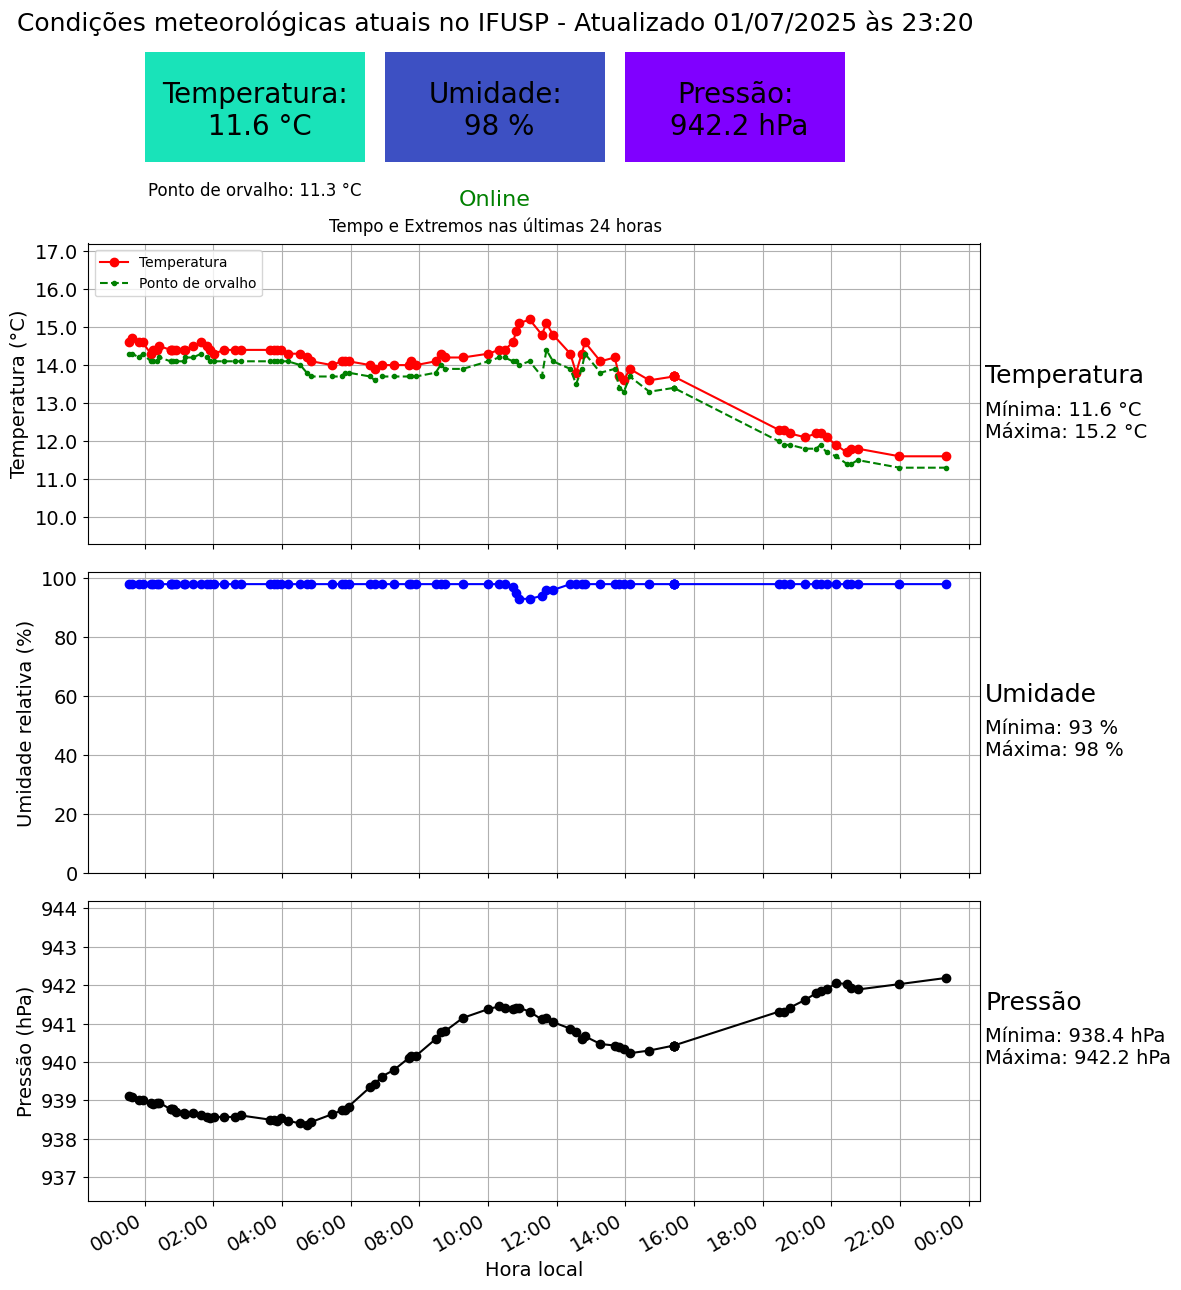 Condições meteorológicas atuais no IFUSP - Atualizado 01/07/2025 às 23:20
Temperatura:
11.6 °C
Umidade:
98 %
Pressão:
942.2 hPa
Ponto de orvalho: 11.3 °C
Online
Tempo e Extremos nas últimas 24 horas
Temperatura (°C)
17.0
16.0
15.0
14.0
13.0
12.0
11.0
10.0
Temperatura
Ponto de orvalho
Temperatura
Mínima: 11.6 °C
Máxima: 15.2 °C
Umidade relativa (%)
100
80
60
40
20
0
Umidade
Mínima: 93 %
Máxima: 98 %
Pressão (hPa)
944
943
942
941
940
939
938
937
Pressão
Mínima: 938.4 hPa
Máxima: 942.2 hPa
00:00
02:00
04:00
06:00
08:00
10:00
12:00
14:00
16:00
18:00
20:00
22:00
00:00
Hora local